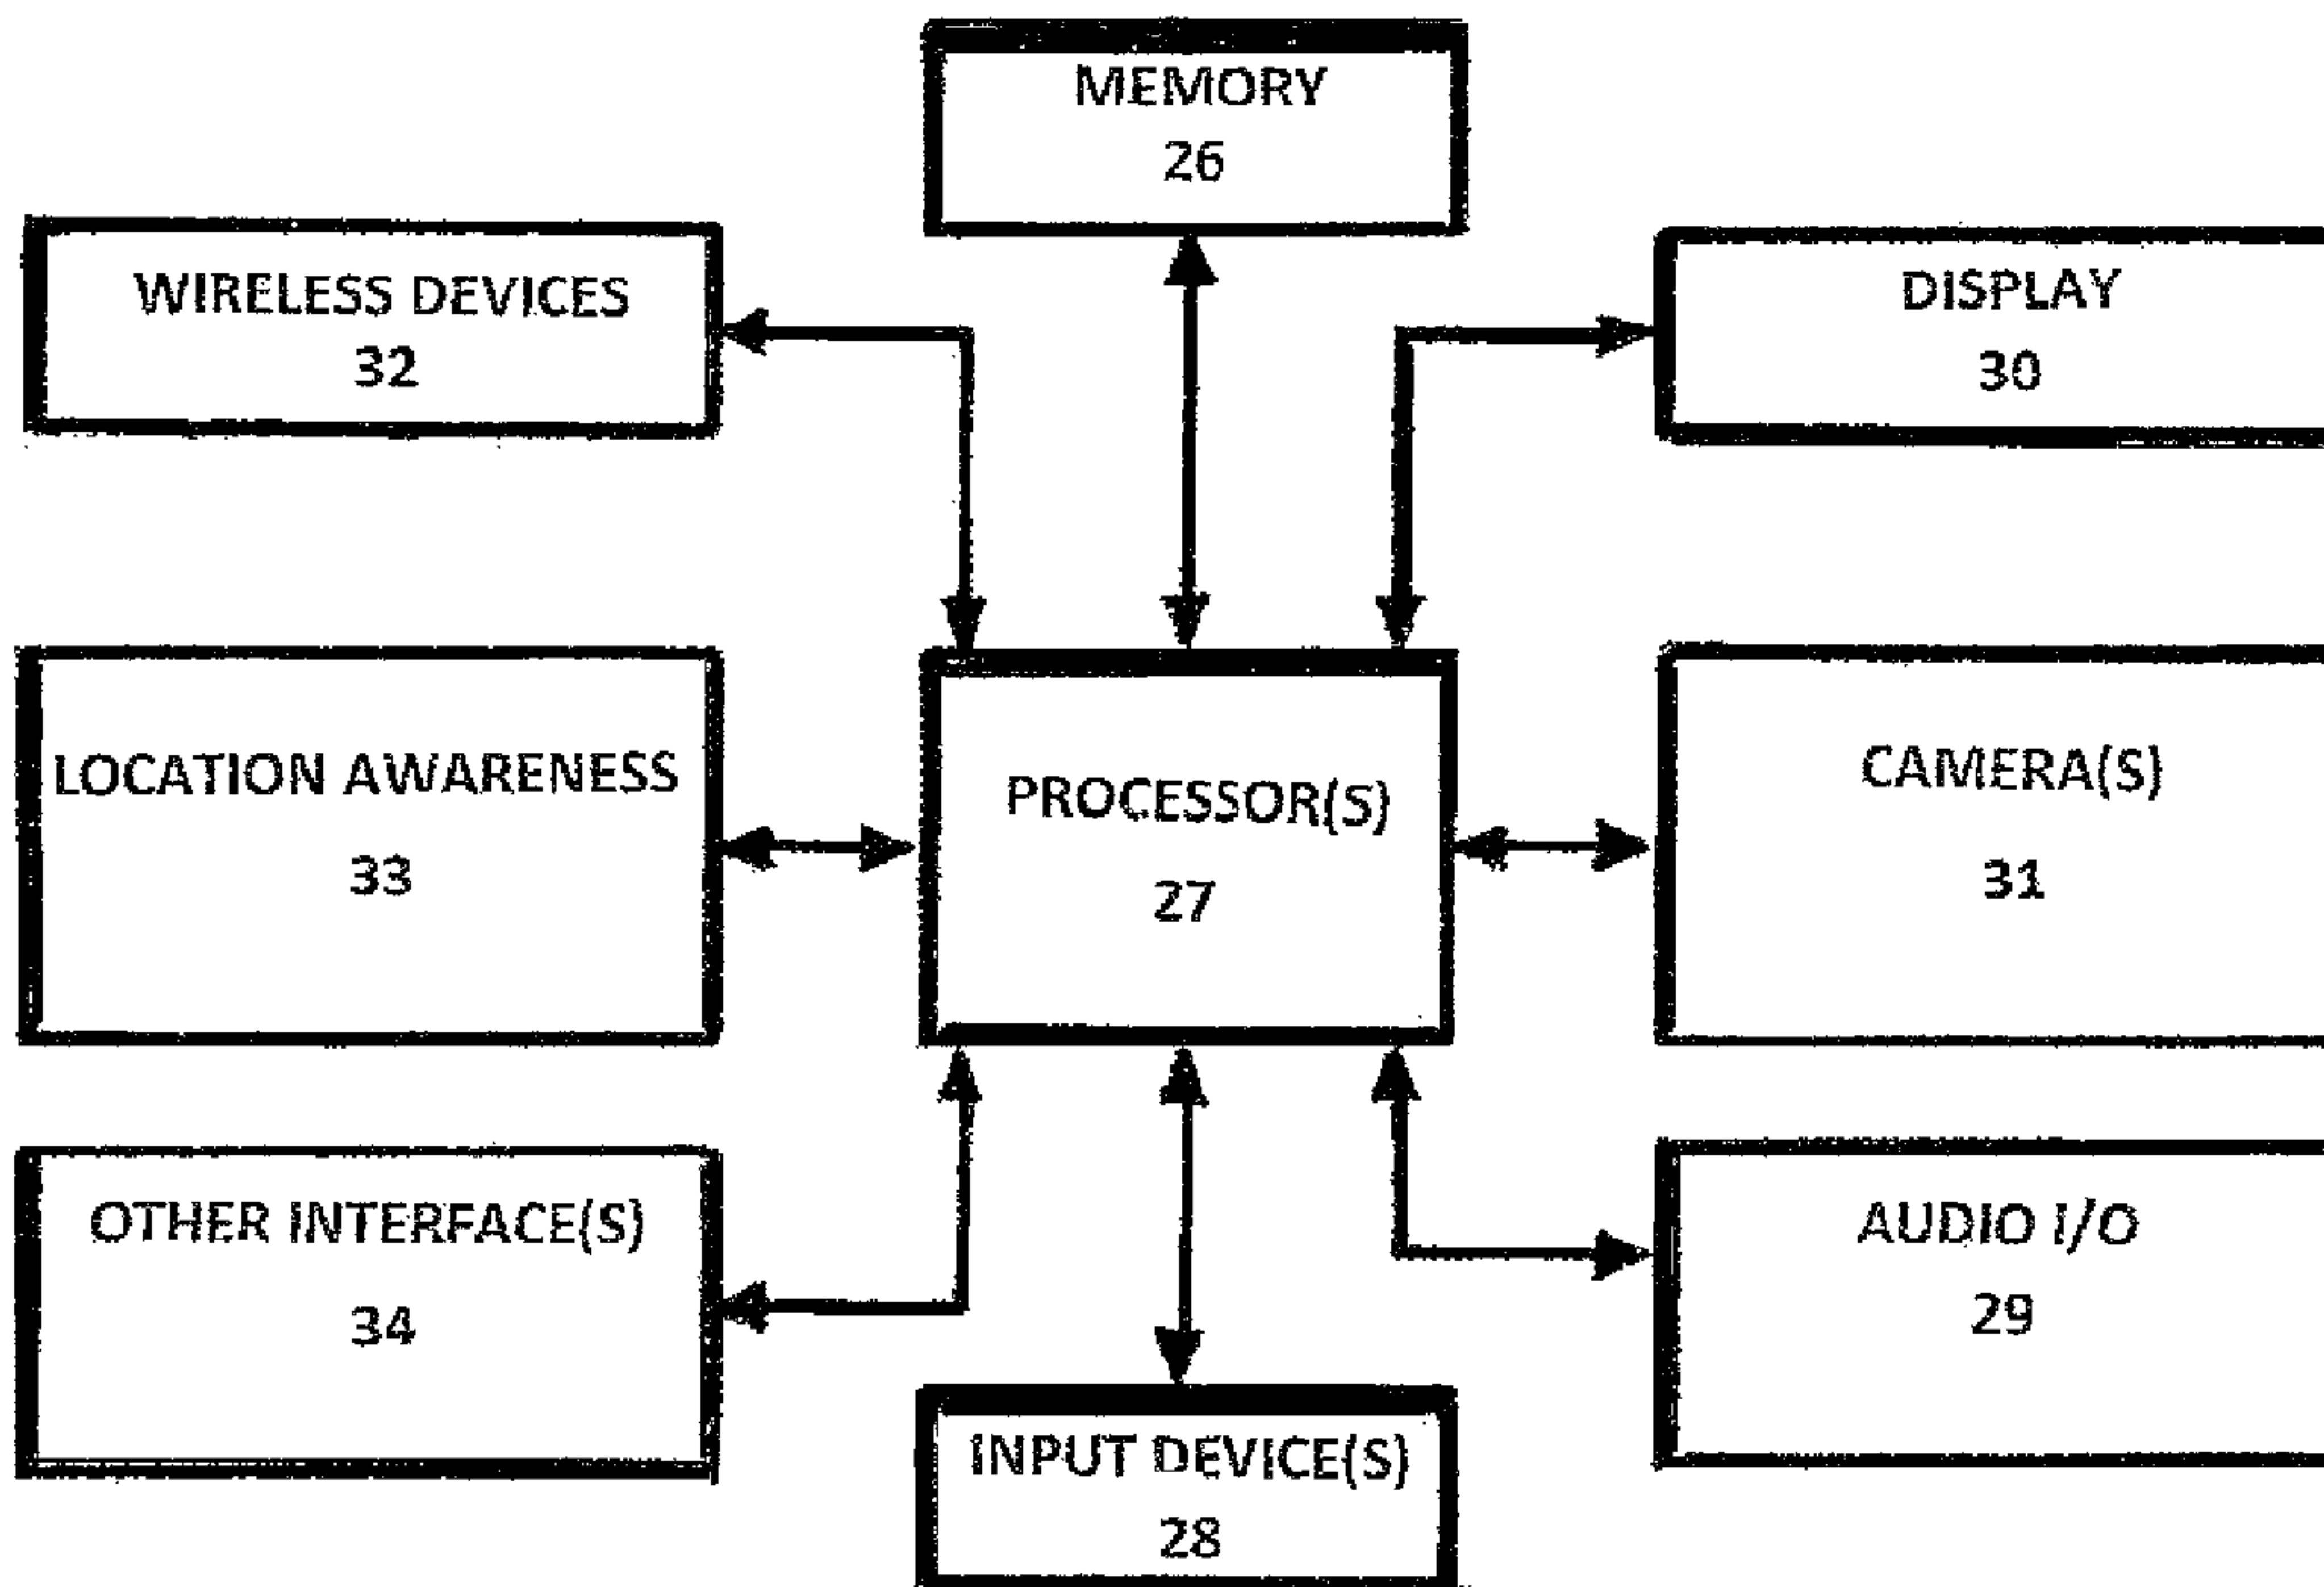 MEMORY
26
WIRELESS DEVICES
32
DISPLAY
30
LOCATION AWARENESS
33
PROCESSOR(S)
27
CAMERA(S)
31
OTHER INTERFACE(S)
34
AUDIO I/O
29
INPUT DEVICE(S)
28